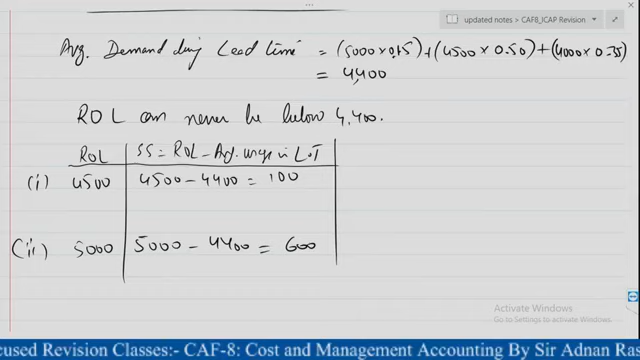 updated notes > CAF8_ICAP Revision
Avg. Demand during Lead time = (5000 x 0.15) + (4500 x 0.50) + (4000 x 0.35)
= 4,400
ROL can never be below 4,400.
ROL SS = ROL - Avg. usage in L.T
(i) 4500 4500 - 4400 = 100
(ii) 5000 5000 - 4400 = 600
Activate Windows
Go to Settings to activate Windows.
cused Revision Classes:- CAF-8: Cost and Management Accounting By Sir Adnan Ras